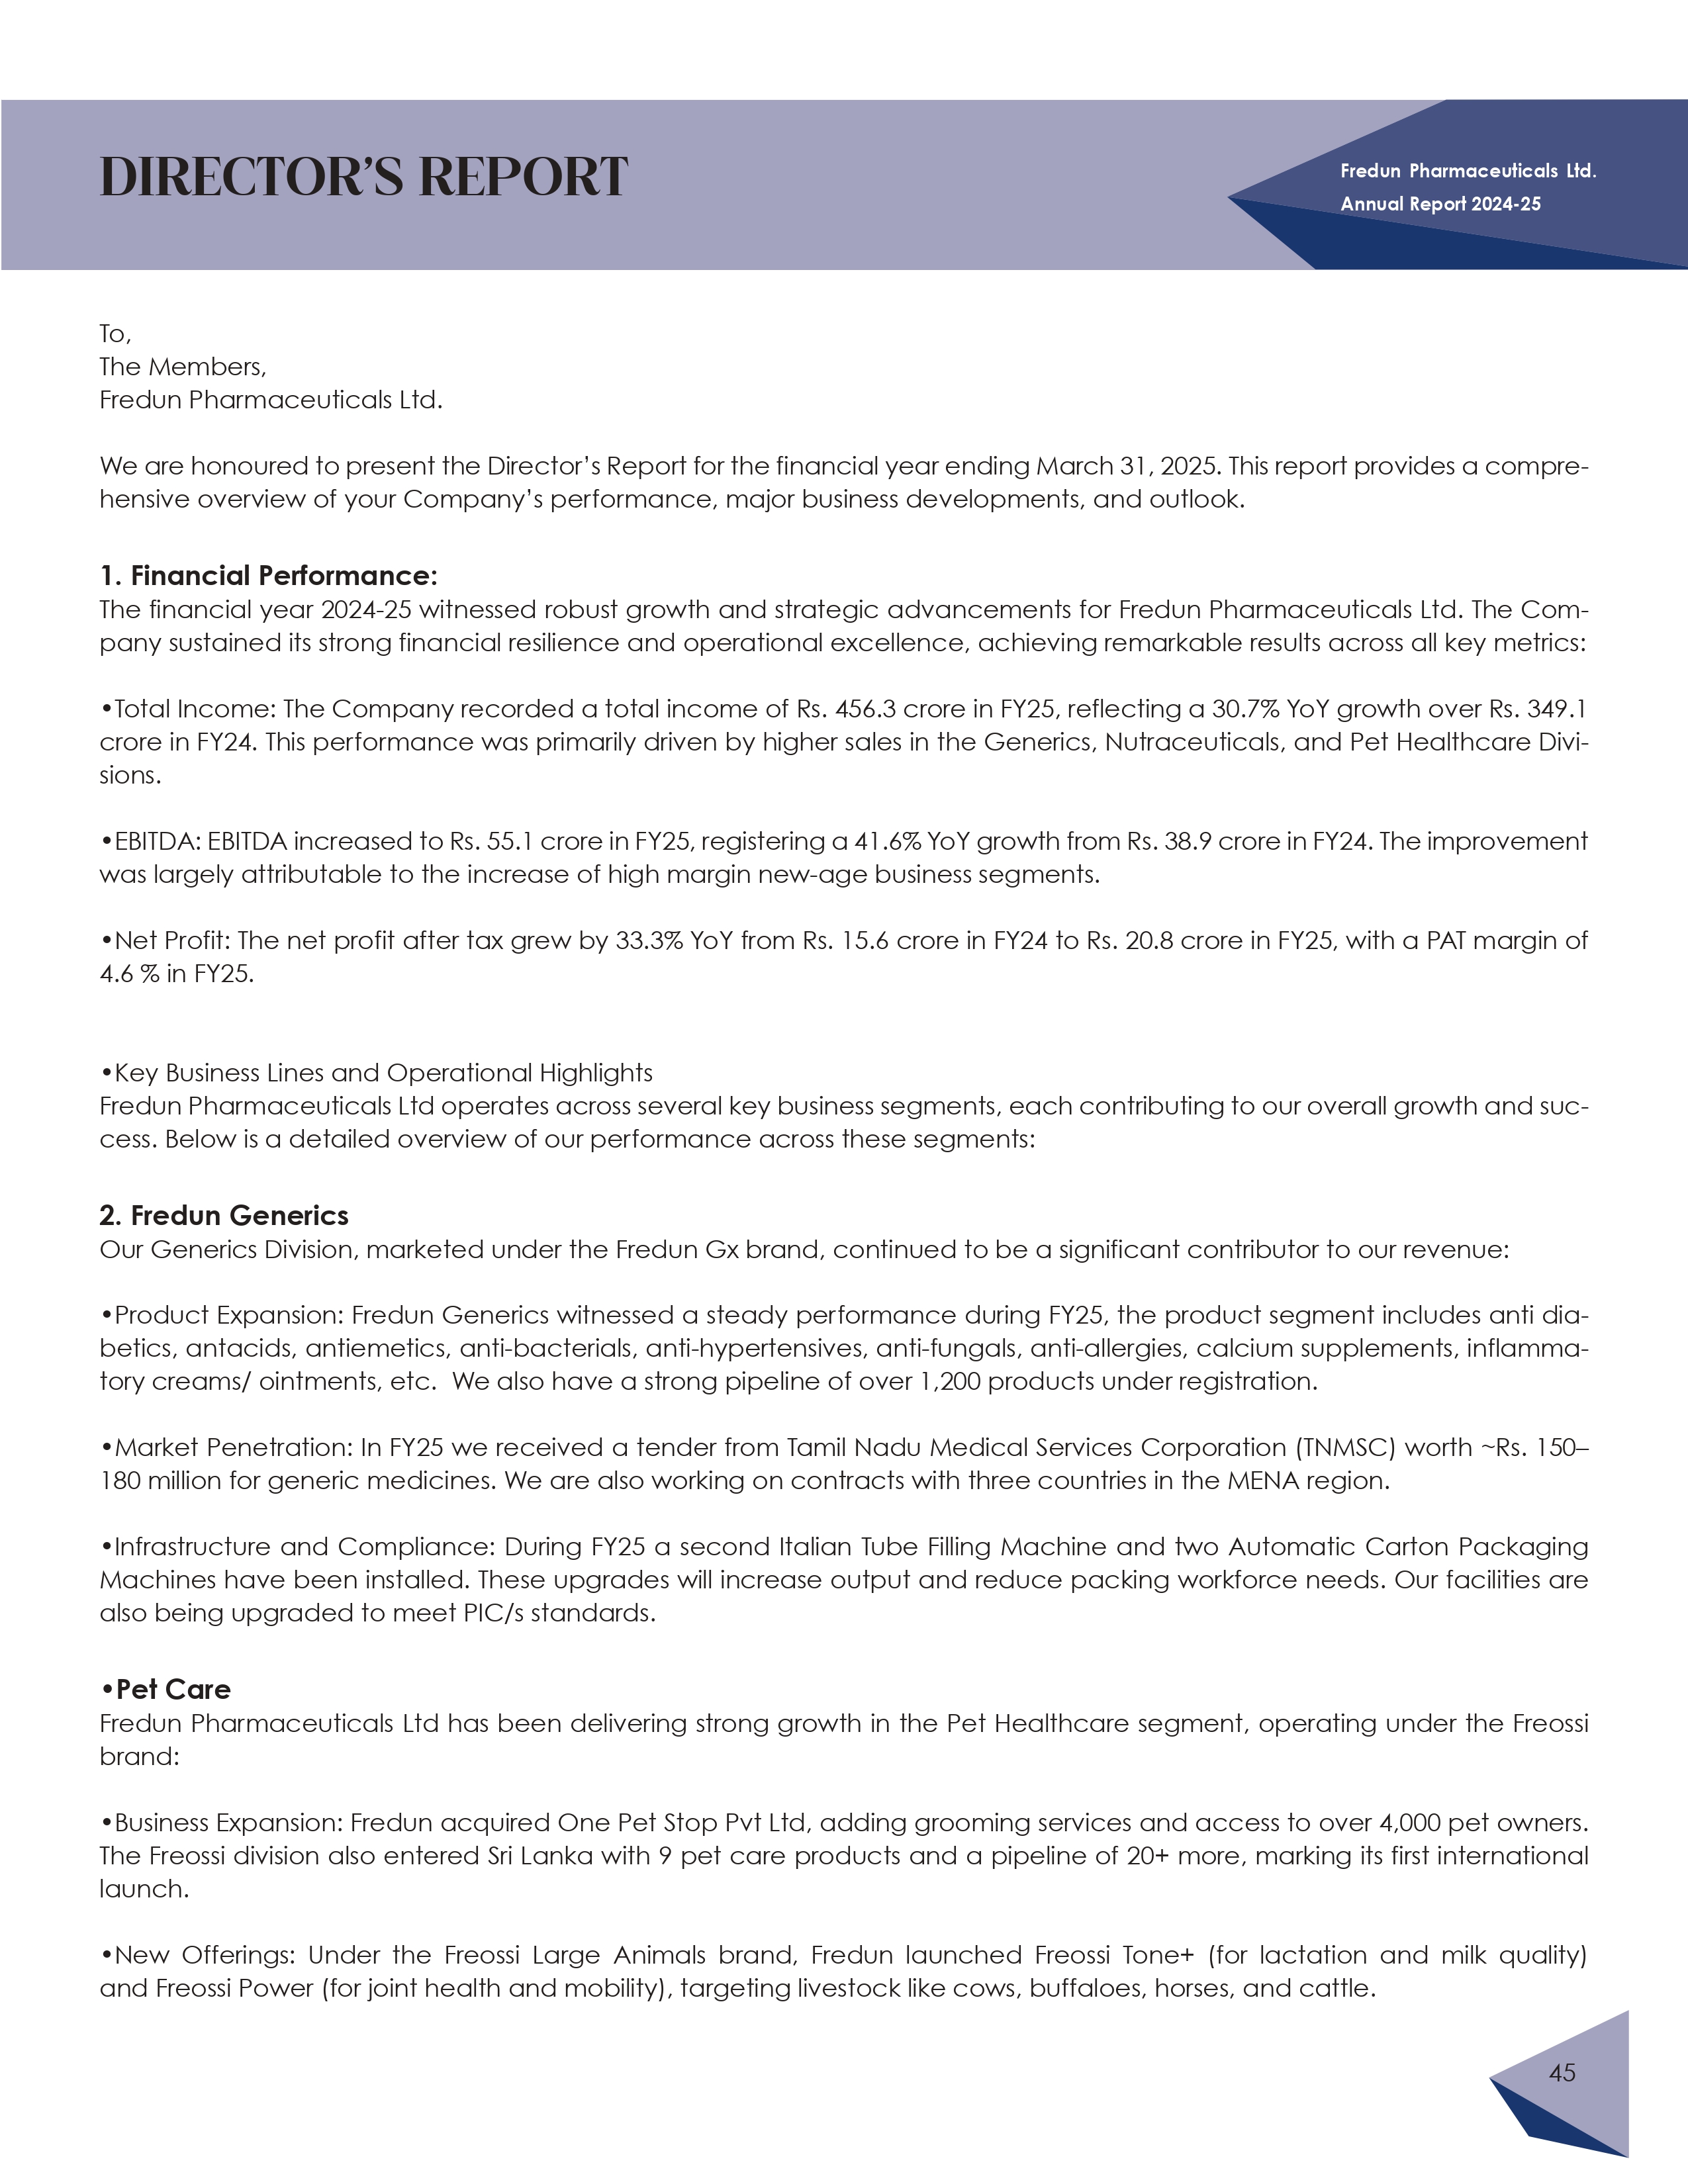 DIRECTOR’S REPORT
Fredun Pharmaceuticals Ltd.
Annual Report 2024-25
To,
The Members,
Fredun Pharmaceuticals Ltd.
We are honoured to present the Director’s Report for the financial year ending March 31, 2025. This report provides a compre-
hensive overview of your Company’s performance, major business developments, and outlook.
1. Financial Performance:
The financial year 2024-25 witnessed robust growth and strategic advancements for Fredun Pharmaceuticals Ltd. The Com-
pany sustained its strong financial resilience and operational excellence, achieving remarkable results across all key metrics:
•Total Income: The Company recorded a total income of Rs. 456.3 crore in FY25, reflecting a 30.7% YoY growth over Rs. 349.1
crore in FY24. This performance was primarily driven by higher sales in the Generics, Nutraceuticals, and Pet Healthcare Divi-
sions.
•EBITDA: EBITDA increased to Rs. 55.1 crore in FY25, registering a 41.6% YoY growth from Rs. 38.9 crore in FY24. The improvement
was largely attributable to the increase of high margin new-age business segments.
•Net Profit: The net profit after tax grew by 33.3% YoY from Rs. 15.6 crore in FY24 to Rs. 20.8 crore in FY25, with a PAT margin of
4.6 % in FY25.
•Key Business Lines and Operational Highlights
Fredun Pharmaceuticals Ltd operates across several key business segments, each contributing to our overall growth and suc-
cess. Below is a detailed overview of our performance across these segments:
2. Fredun Generics
Our Generics Division, marketed under the Fredun Gx brand, continued to be a significant contributor to our revenue:
•Product Expansion: Fredun Generics witnessed a steady performance during FY25, the product segment includes anti dia-
betics, antacids, antiemetics, anti-bacterials, anti-hypertensives, anti-fungals, anti-allergies, calcium supplements, inflamma-
tory creams/ ointments, etc.  We also have a strong pipeline of over 1,200 products under registration.
•Market Penetration: In FY25 we received a tender from Tamil Nadu Medical Services Corporation (TNMSC) worth ~Rs. 150–
180 million for generic medicines. We are also working on contracts with three countries in the MENA region.
•Infrastructure and Compliance: During FY25 a second Italian Tube Filling Machine and two Automatic Carton Packaging
Machines have been installed. These upgrades will increase output and reduce packing workforce needs. Our facilities are
also being upgraded to meet PIC/s standards.
•Pet Care
Fredun Pharmaceuticals Ltd has been delivering strong growth in the Pet Healthcare segment, operating under the Freossi
brand:
•Business Expansion: Fredun acquired One Pet Stop Pvt Ltd, adding grooming services and access to over 4,000 pet owners.
The Freossi division also entered Sri Lanka with 9 pet care products and a pipeline of 20+ more, marking its first international
launch.
•New Offerings: Under the Freossi Large Animals brand, Fredun launched Freossi Tone+ (for lactation and milk quality)
and Freossi Power (for joint health and mobility), targeting livestock like cows, buffaloes, horses, and cattle.
45